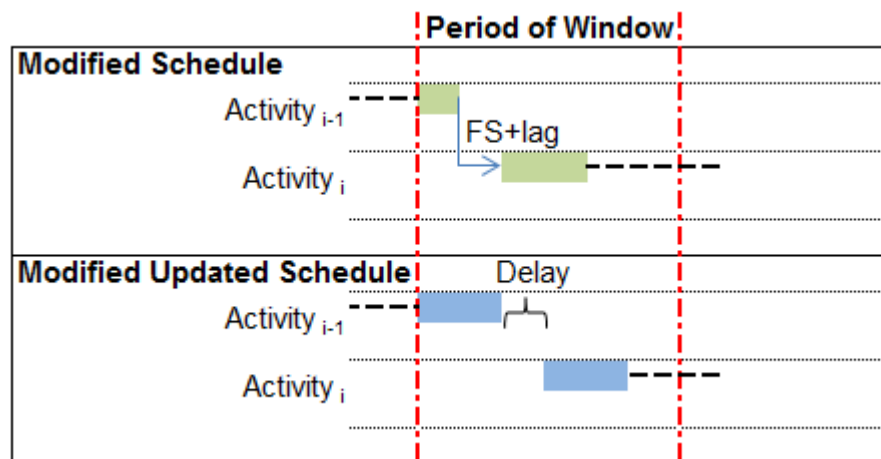 Period of Window
Modified Schedule
Activity i-1
FS+lag
Activity i
Modified Updated Schedule
Delay
Activity i-1
Activity i